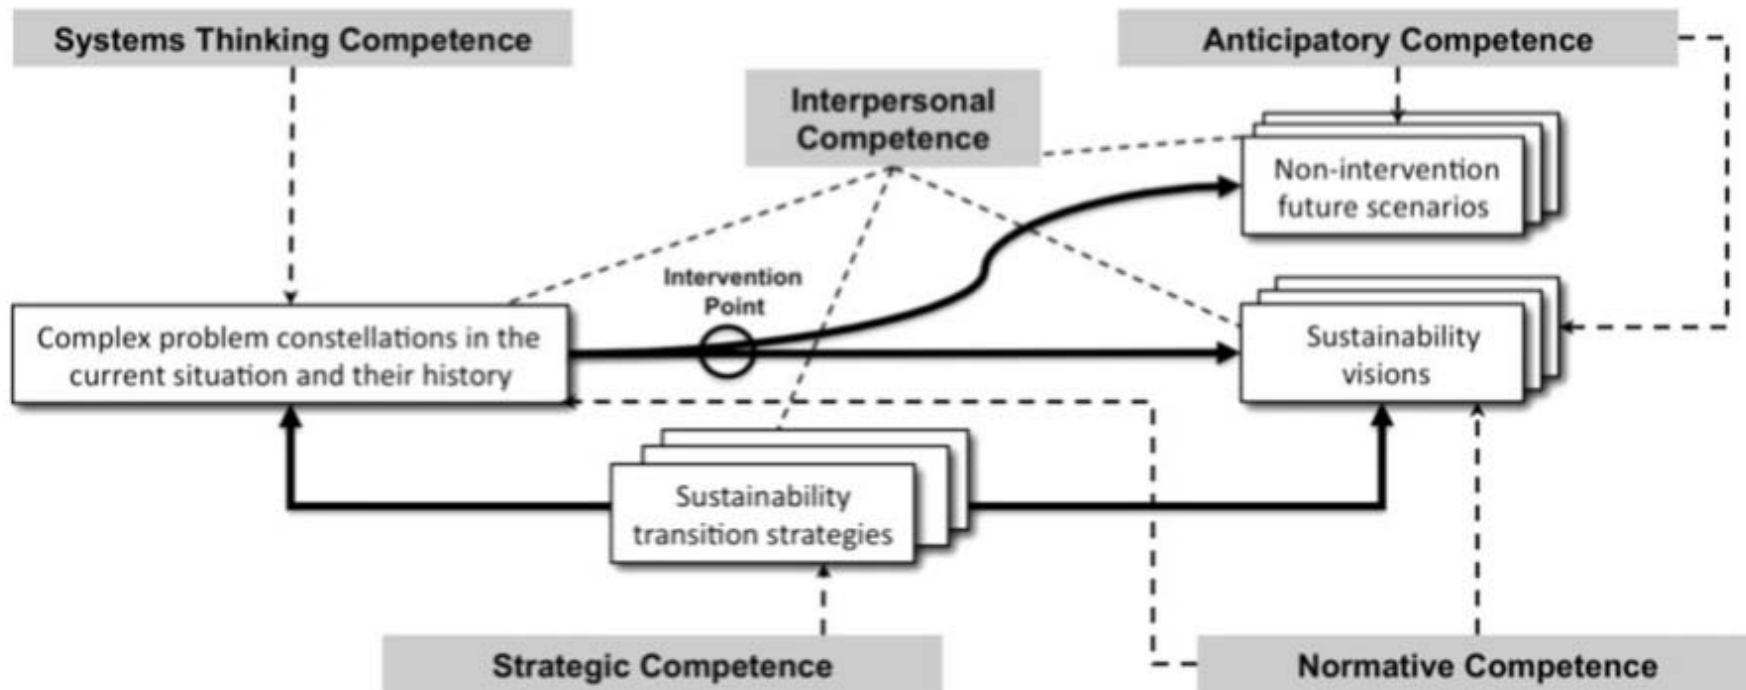 Systems Thinking Competence
Anticipatory Competence
Interpersonal
Competence
Non-intervention
future scenarios
Intervention
Point
Complex problem constellations in the
current situation and their history
Sustainability
visions
Sustainability
transition strategies
Strategic Competence
Normative Competence